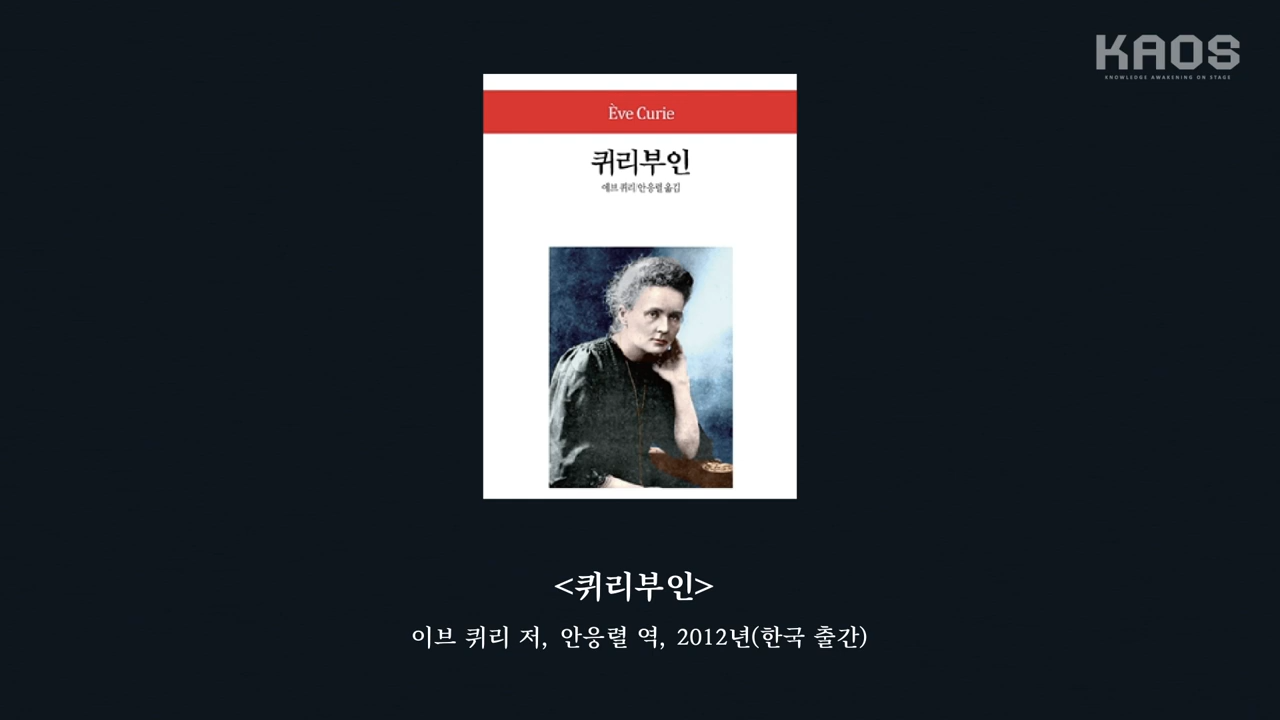 KAOS
KNOWLEDGE AWAKENING ON STAGE
Ève Curie
퀴리부인
에브 퀴리/안응렬 옮김
<퀴리부인>
이브 퀴리 저, 안응렬 역, 2012년(한국 출간)